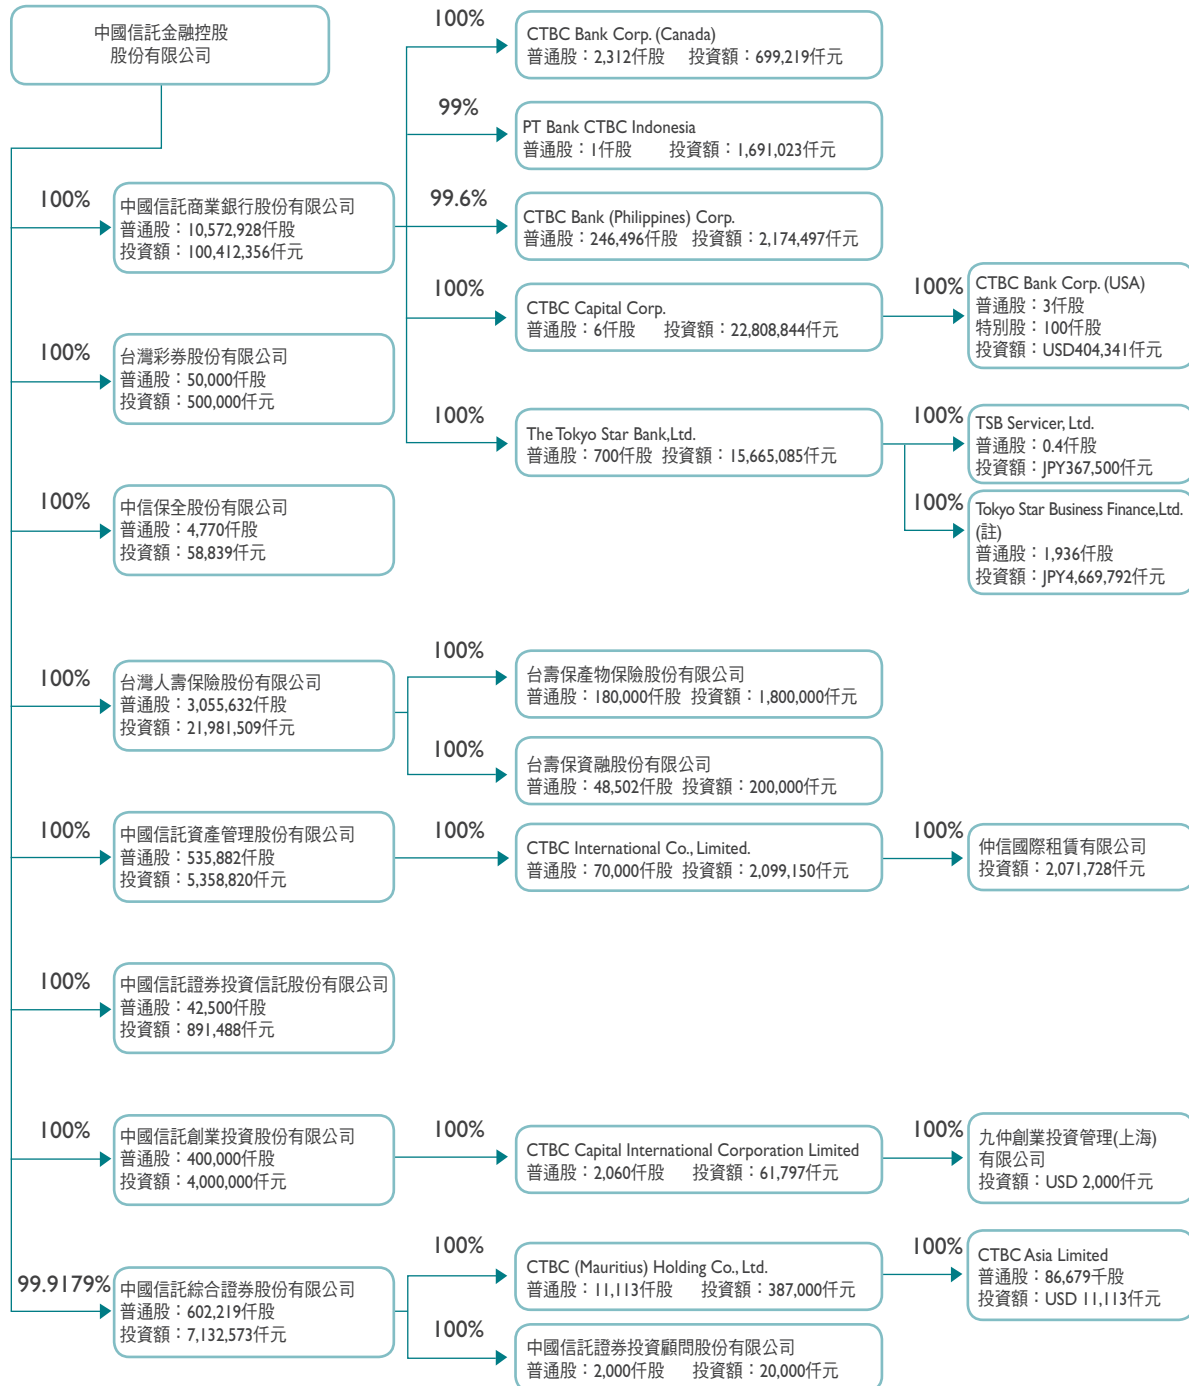 中國信託金融控股
股份有限公司
100%
中國信託商業銀行股份有限公司
普通股：10,572,928仟股
投資額：100,412,356仟元
100%
CTBC Bank Corp. (Canada)
普通股：2,312仟股 投資額：699,219仟元
99%
PT Bank CTBC Indonesia
普通股：1仟股 投資額：1,691,023仟元
99.6%
CTBC Bank (Philippines) Corp.
普通股：246,496仟股 投資額：2,174,497仟元
100%
CTBC Capital Corp.
普通股：6仟股 投資額：22,808,844仟元
100%
CTBC Bank Corp. (USA)
普通股：3仟股
特別股：100仟股
投資額：USD404,341仟元
100%
The Tokyo Star Bank,Ltd.
普通股：700仟股 投資額：15,665,085仟元
100%
TSB Servicer, Ltd.
普通股：0.4仟股
投資額：JPY367,500仟元
100%
Tokyo Star Business Finance,Ltd.
(註)
普通股：1,936仟股
投資額：JPY4,669,792仟元
100%
台灣彩券股份有限公司
普通股：50,000仟股
投資額：500,000仟元
100%
中信保全股份有限公司
普通股：4,770仟股
投資額：58,839仟元
100%
台灣人壽保險股份有限公司
普通股：3,055,632仟股
投資額：21,981,509仟元
100%
台壽保產物保險股份有限公司
普通股：180,000仟股 投資額：1,800,000仟元
100%
台壽保資融股份有限公司
普通股：48,502仟股 投資額：200,000仟元
100%
中國信託資產管理股份有限公司
普通股：535,882仟股
投資額：5,358,820仟元
100%
CTBC International Co., Limited.
普通股：70,000仟股 投資額：2,099,150仟元
100%
仲信國際租賃有限公司
投資額：2,071,728仟元
100%
中國信託證券投資信託股份有限公司
普通股：42,500仟股
投資額：891,488仟元
100%
中國信託創業投資股份有限公司
普通股：400,000仟股
投資額：4,000,000仟元
100%
CTBC Capital International Corporation Limited
普通股：2,060仟股 投資額：61,797仟元
100%
九仲創業投資管理(上海)
有限公司
投資額：USD 2,000仟元
99.9179%
中國信託綜合證券股份有限公司
普通股：602,219仟股
投資額：7,132,573仟元
100%
CTBC (Mauritius) Holding Co., Ltd.
普通股：11,113仟股 投資額：387,000仟元
100%
CTBC Asia Limited
普通股：86,679千股
投資額：USD 11,113仟元
100%
中國信託證券投資顧問股份有限公司
普通股：2,000仟股 投資額：20,000仟元